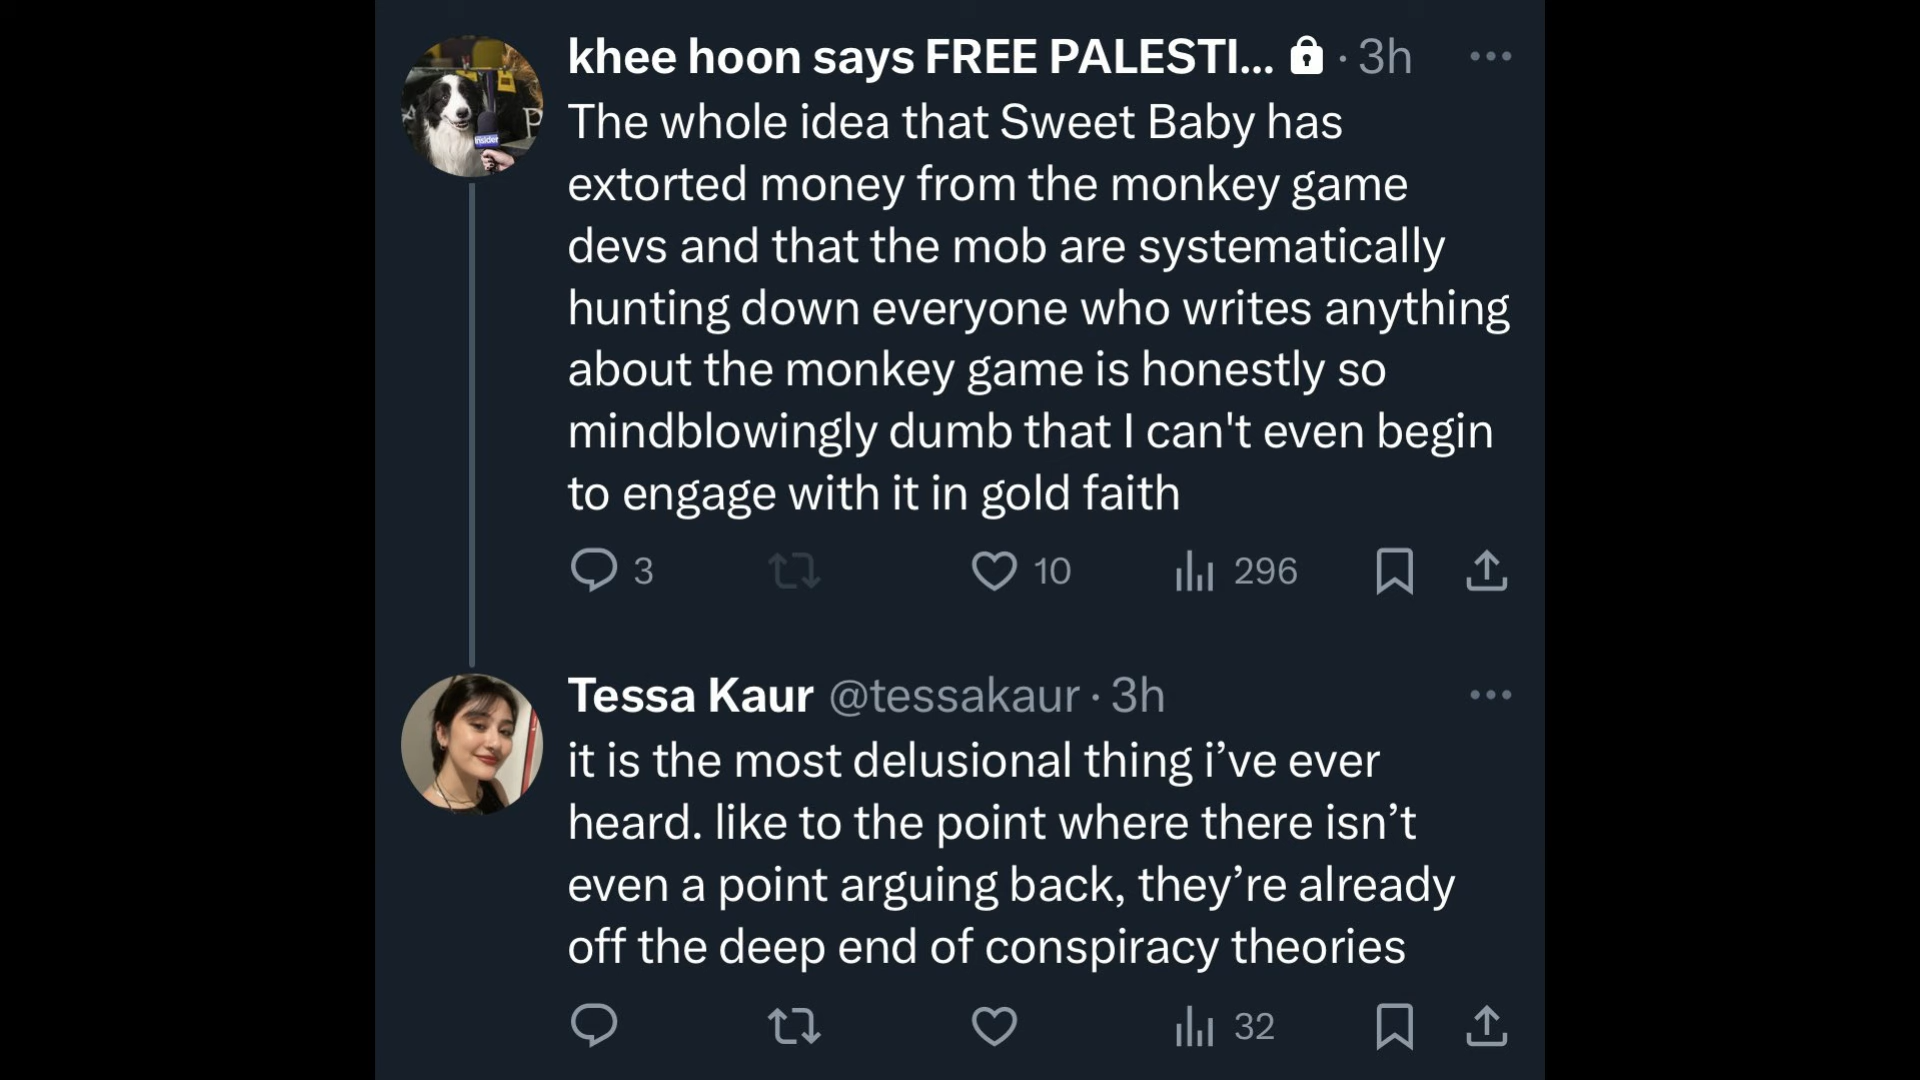 khee hoon says FREE PALESTI... · 3h
The whole idea that Sweet Baby has
extorted money from the monkey game
devs and that the mob are systematically
hunting down everyone who writes anything
about the monkey game is honestly so
mindblowingly dumb that I can't even begin
to engage with it in gold faith
3 10 296
Tessa Kaur @tessakaur · 3h
it is the most delusional thing i’ve ever
heard. like to the point where there isn’t
even a point arguing back, they’re already
off the deep end of conspiracy theories
32
insider
P